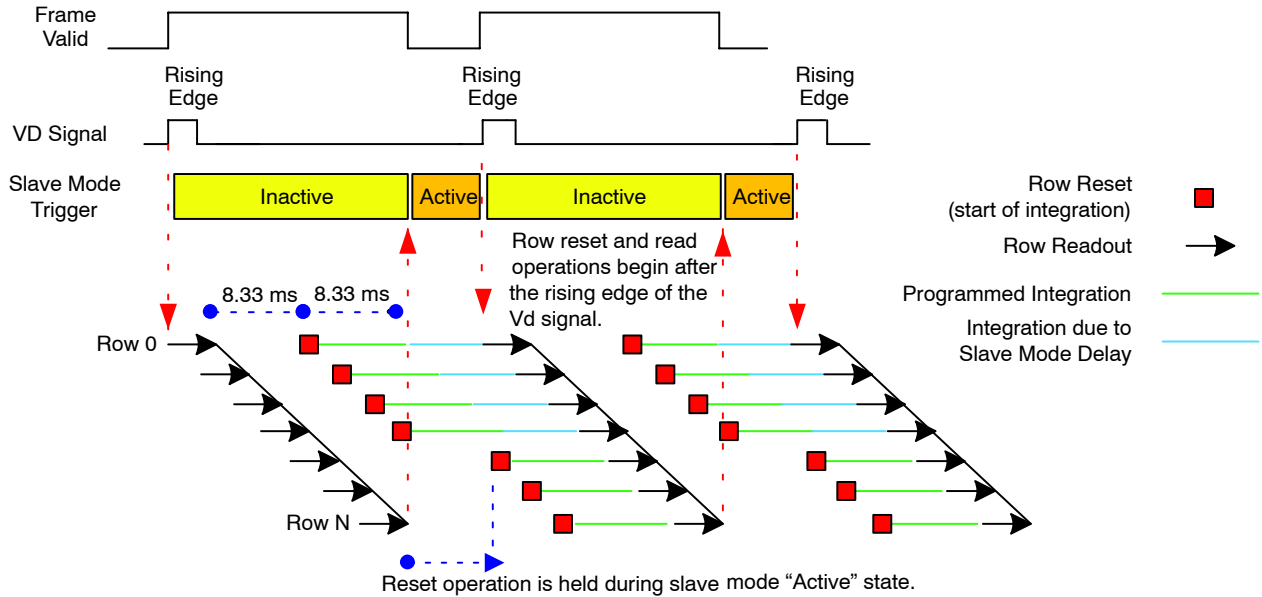 Frame
Valid
Rising
Edge
Rising
Edge
Rising
Edge
VD Signal
Slave Mode
Trigger
Inactive
Active
Inactive
Active
Row Reset
(start of integration)
Row Readout
Programmed Integration
Integration due to
Slave Mode Delay
Row reset and read
operations begin after
the rising edge of the
Vd signal.
8.33 ms
8.33 ms
Row 0
Row N
Reset operation is held during slave mode “Active” state.